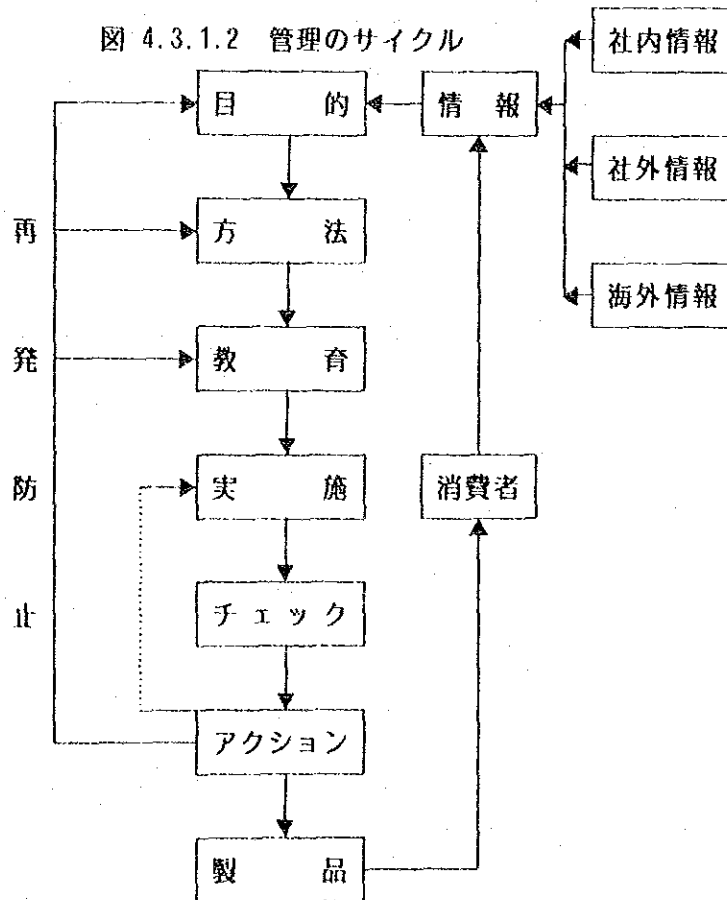 図 4.3.1.2 管理のサイクル
社内情報
目 的
情 報
社外情報
再
方 法
海外情報
発
教 育
防
実 施
消費者
止
チェック
アクション
製 品